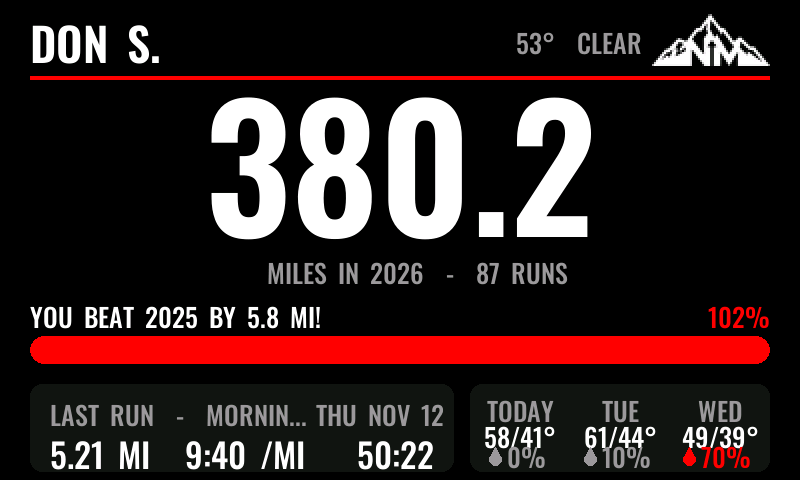 DON S.
53° CLEAR
NM
380.2
MILES IN 2026 - 87 RUNS
YOU BEAT 2025 BY 5.8 MI! 102%
LAST RUN - MORNIN... THU NOV 12
5.21 MI 9:40 /MI 50:22
TODAY TUE WED
58/41° 61/44° 49/39°
0% 10% 70%